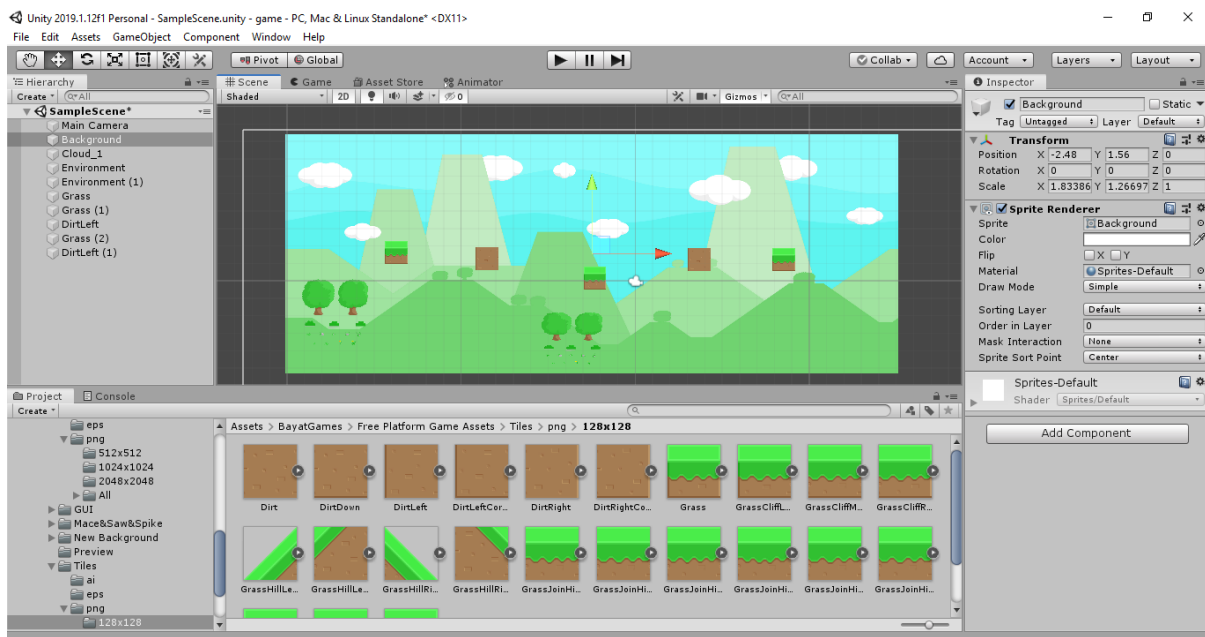 Unity 2019.1.12f1 Personal - SampleScene.unity - game - PC, Mac & Linux Standalone* <DX11>
File Edit Assets GameObject Component Window Help
Pivot Global Collab Account Layers Layout
Hierarchy
Create All
SampleScene*
Main Camera
Background
Cloud_1
Environment
Environment (1)
Grass
Grass (1)
DirtLeft
Grass (2)
DirtLeft (1)
Scene Game Asset Store Animator
Shaded 2D 0 Gizmos All
Inspector
Background Static
Tag Untagged Layer Default
Transform
Position X -2.48 Y 1.56 Z 0
Rotation X 0 Y 0 Z 0
Scale X 1.83386 Y 1.26697 Z 1
Sprite Renderer
Sprite Background
Color
Flip X Y
Material Sprites-Default
Draw Mode Simple
Sorting Layer Default
Order in Layer 0
Mask Interaction None
Sprite Sort Point Center
Sprites-Default
Shader Sprites/Default
Add Component
Project Console
Create
eps
png
512x512
1024x1024
2048x2048
All
GUI
Mace&Saw&Spike
New Background
Preview
Tiles
ai
eps
png
128x128
Assets > BayatGames > Free Platform Game Assets > Tiles > png > 128x128
Dirt DirtDown DirtLeft DirtLeftCor... DirtRight DirtRightCo... Grass GrassCliffL... GrassCliffM... GrassCliffR...
GrassHillLe... GrassHillLe... GrassHillRi... GrassHillRi... GrassJoinHi... GrassJoinHi... GrassJoinHi... GrassJoinHi... GrassJoinHi... GrassJoinHi...